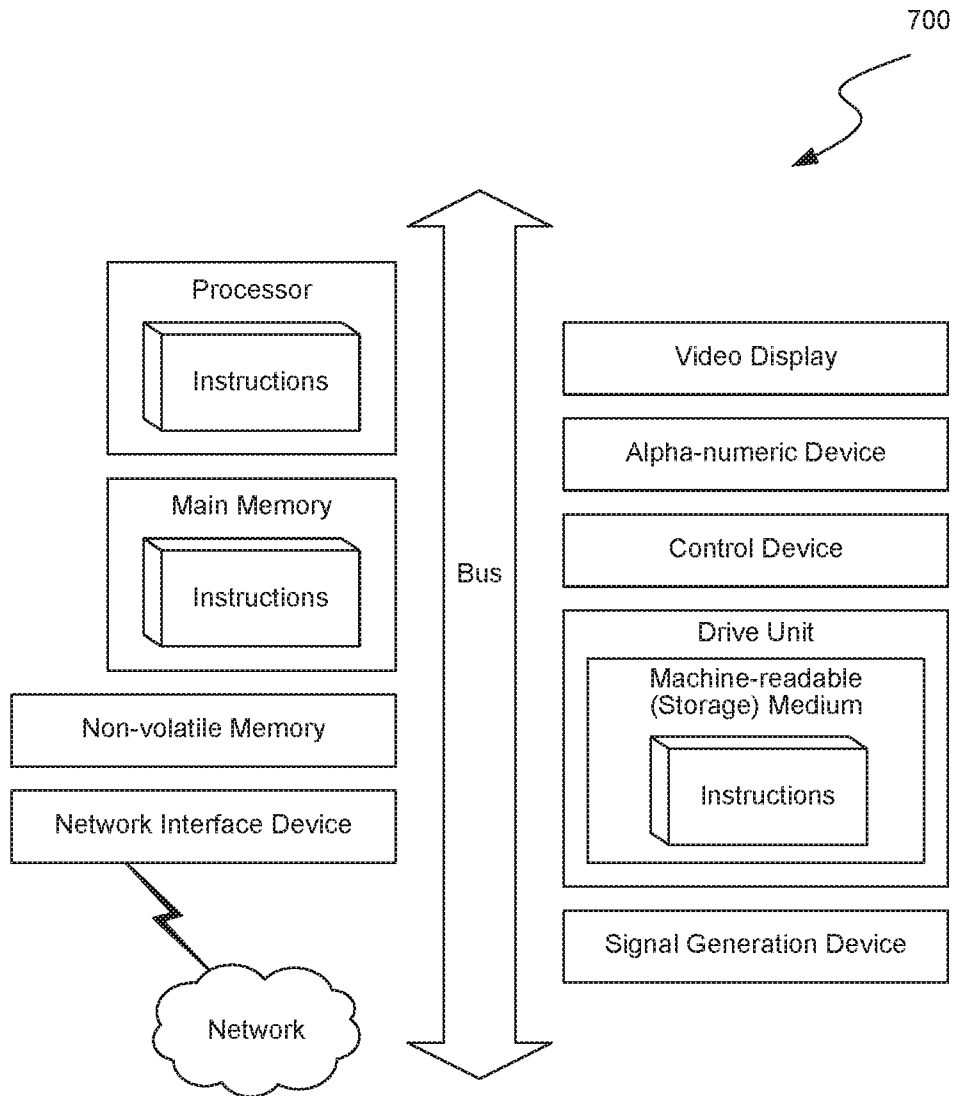 700
Processor
Instructions
Main Memory
Instructions
Non-volatile Memory
Network Interface Device
Network
Bus
Video Display
Alpha-numeric Device
Control Device
Drive Unit
Machine-readable
(Storage) Medium
Instructions
Signal Generation Device